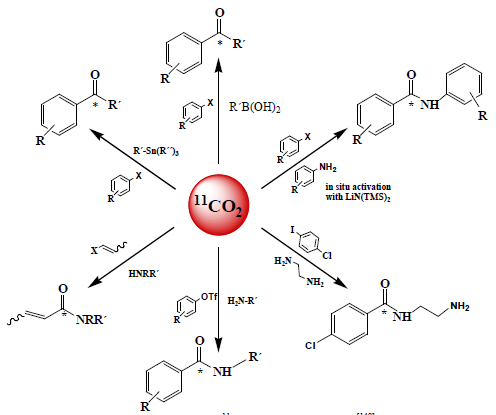 O
* R´
R
O
* R´
R
X
R
R´B(OH)₂
O
* NH
R
R
R´-Sn(R´´)₃
X
R
X
R
NH₂
R
in situ activation
with LiN(TMS)₂
¹¹CO₂
X
HNRR´
I
Cl
H₂N
NH₂
O
* NRR´
OTf
R
H₂N-R´
O
* NH
R´
R
O
* NH
NH₂
Cl